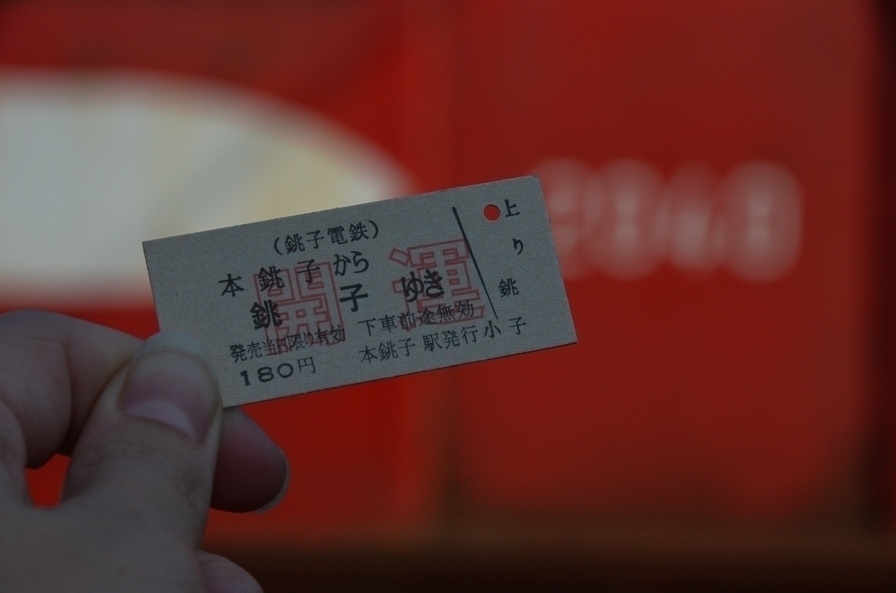 (銚子電鉄)
本銚子から
銚子ゆき
開運
発売当日限り有効 下車前途無効
180円 本銚子駅発行
上り銚子
小